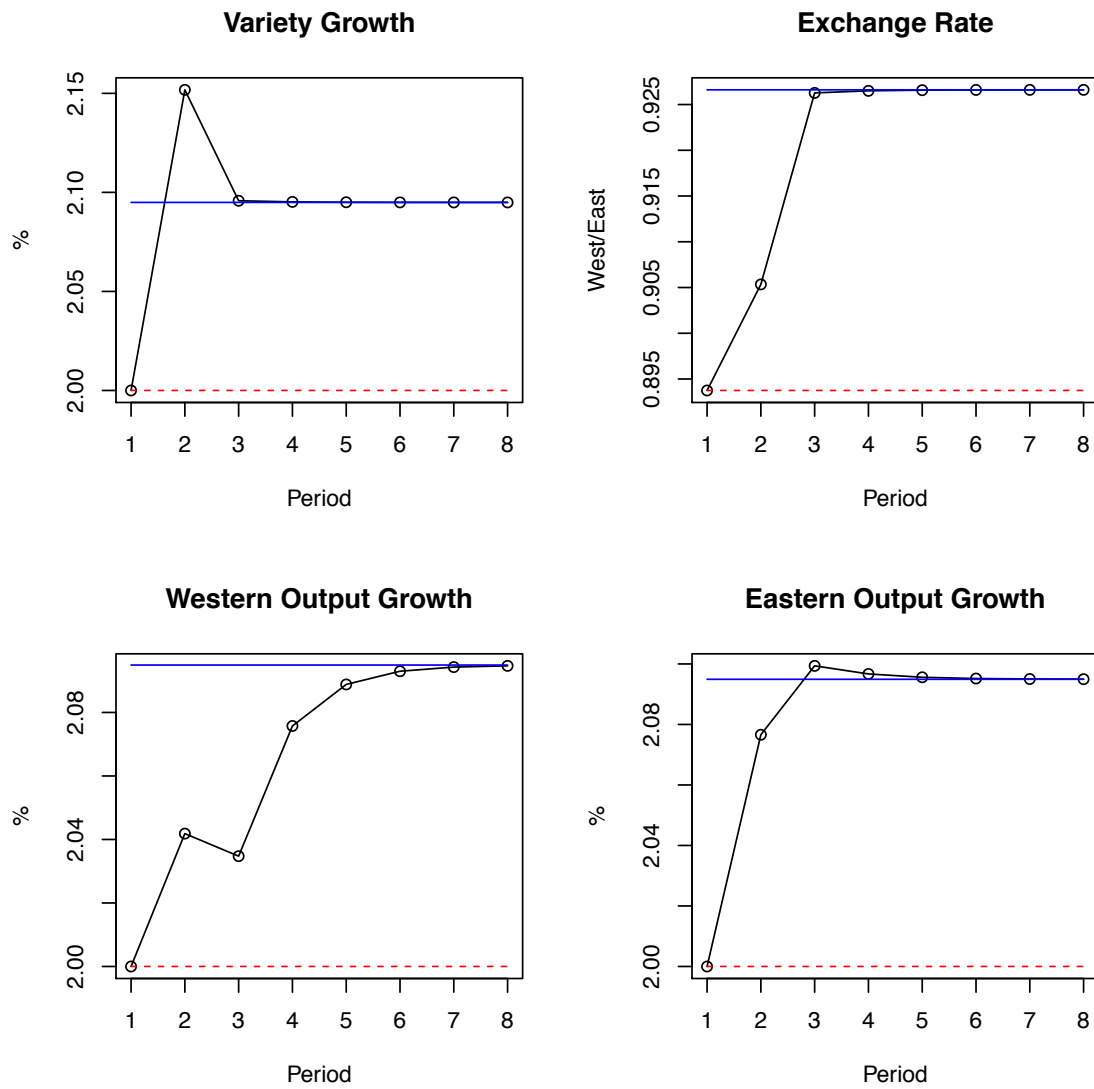 Variety Growth
%
2.00
2.05
2.10
2.15
1 2 3 4 5 6 7 8
Period
Exchange Rate
West/East
0.895
0.905
0.915
0.925
1 2 3 4 5 6 7 8
Period
Western Output Growth
%
2.00
2.04
2.08
1 2 3 4 5 6 7 8
Period
Eastern Output Growth
%
2.00
2.04
2.08
1 2 3 4 5 6 7 8
Period